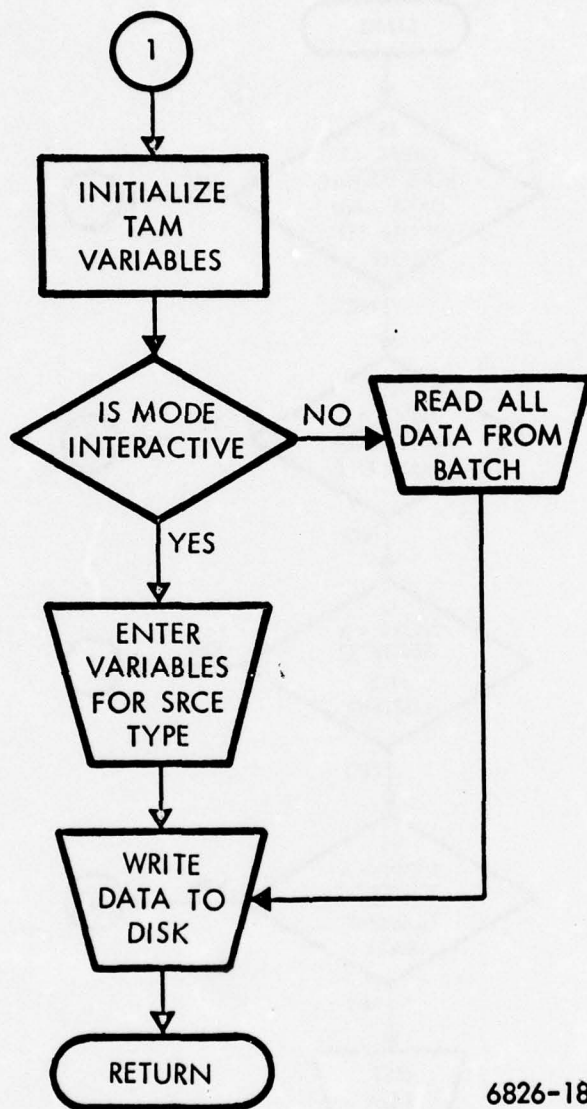 1
INITIALIZE
TAM
VARIABLES
IS MODE
INTERACTIVE
NO
READ ALL
DATA FROM
BATCH
YES
ENTER
VARIABLES
FOR SRCE
TYPE
WRITE
DATA TO
DISK
RETURN
6826-18